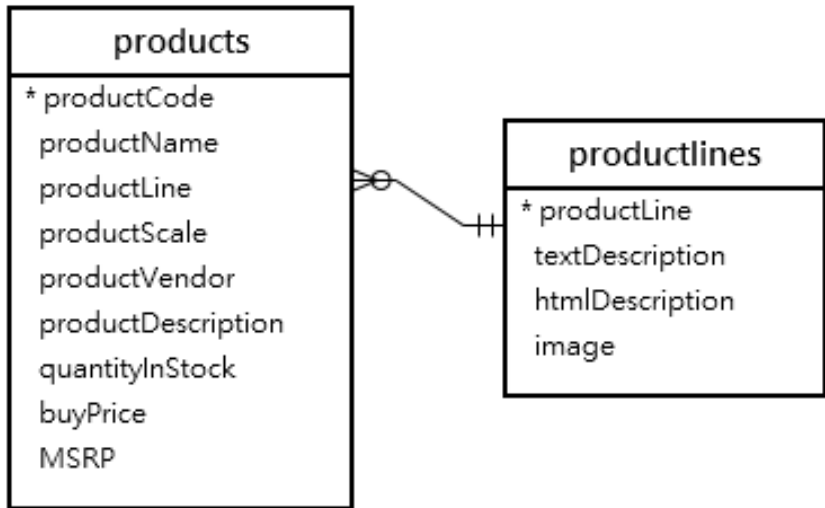 products
* productCode
productName
productLine
productScale
productVendor
productDescription
quantityInStock
buyPrice
MSRP
productlines
* productLine
textDescription
htmlDescription
image